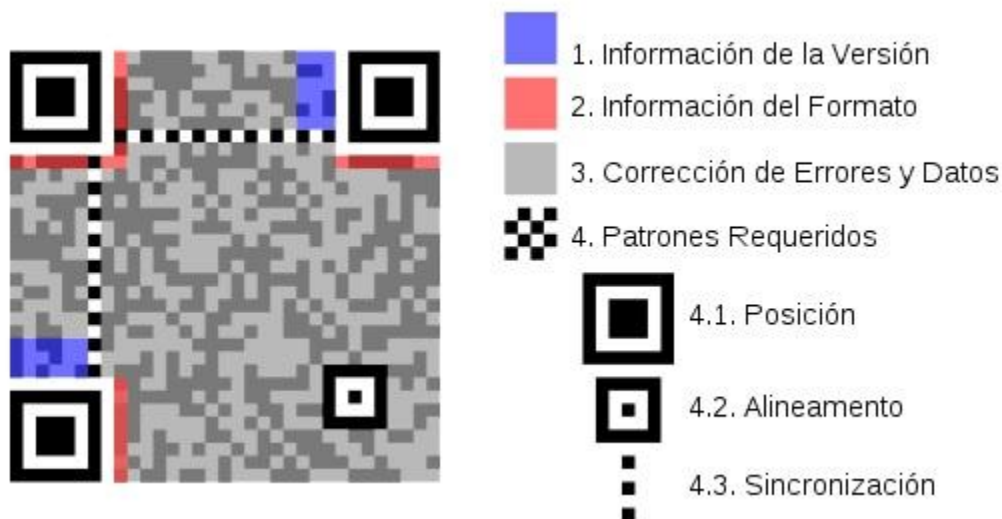 1. Información de la Versión
2. Información del Formato
3. Corrección de Errores y Datos
4. Patrones Requeridos
4.1. Posición
4.2. Alineamento
4.3. Sincronización